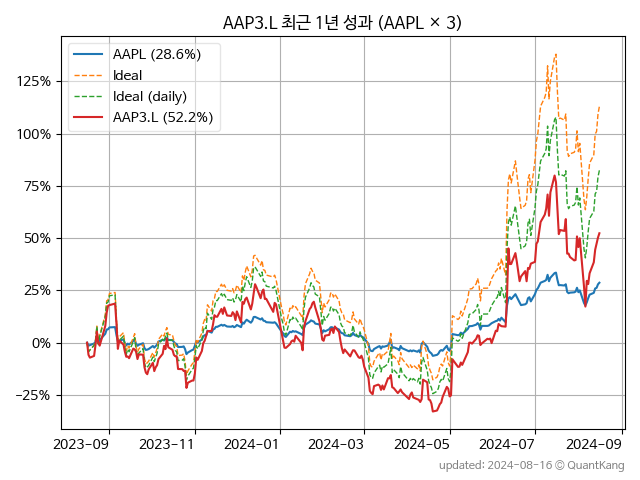 AAP3.L 최근 1년 성과 (AAPL × 3)
AAPL (28.6%)
Ideal
Ideal (daily)
AAP3.L (52.2%)
125%
100%
75%
50%
25%
0%
−25%
2023−09 2023−11 2024−01 2024−03 2024−05 2024−07 2024−09
updated: 2024−08−16 © QuantKang